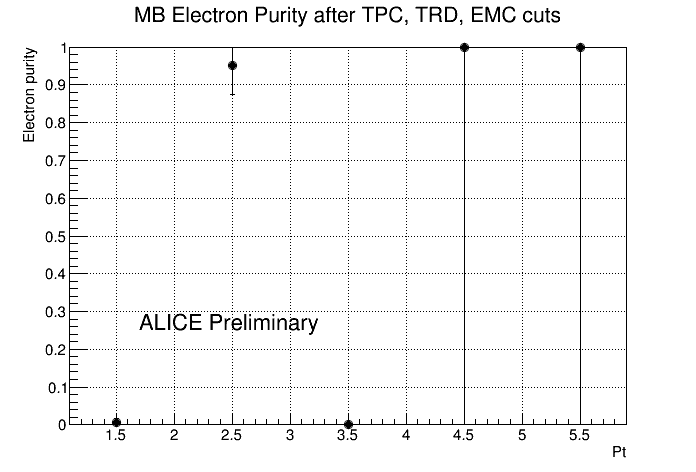 MB Electron Purity after TPC, TRD, EMC cuts
Electron purity
1
0.9
0.8
0.7
0.6
0.5
0.4
0.3
0.2
0.1
0
ALICE Preliminary
1.5 2 2.5 3 3.5 4 4.5 5 5.5
Pt